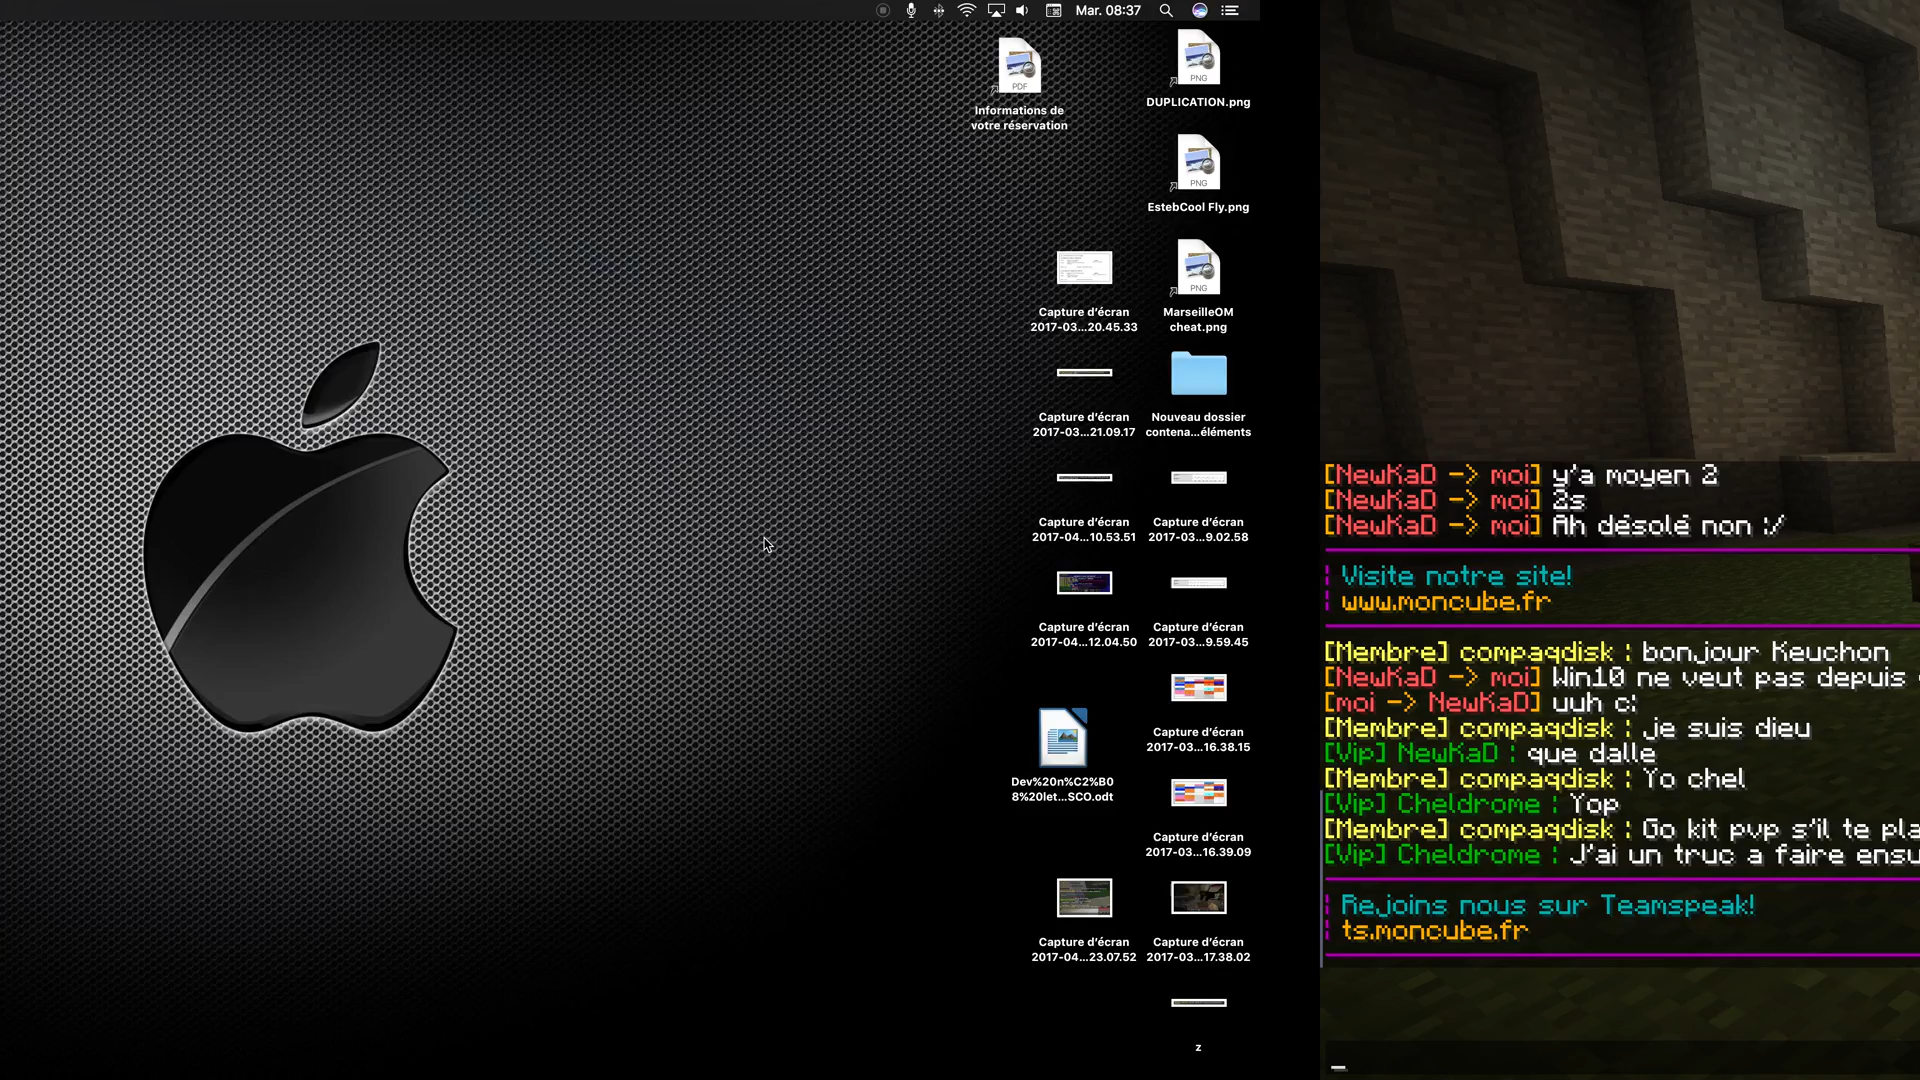 Mar. 08:37
PDF
Informations de
votre réservation
PNG
DUPLICATION.png
PNG
EstebCool Fly.png
Capture d'écran
2017-03...20.45.33
PNG
MarseilleOM
cheat.png
Capture d'écran
2017-03...21.09.17
Nouveau dossier
contena...éléments
Capture d'écran
2017-04...10.53.51
Capture d'écran
2017-03...9.02.58
Capture d'écran
2017-04...12.04.50
Capture d'écran
2017-03...9.59.45
Capture d'écran
2017-03...16.38.15
Dev%20n%C2%B0
8%20let...SCO.odt
Capture d'écran
2017-03...16.39.09
Capture d'écran
2017-04...23.07.52
Capture d'écran
2017-03...17.38.02
z
[NewKaD -> moi] y'a moyen 2
[NewKaD -> moi] 2s
[NewKaD -> moi] Ah désolé non :/
Visite notre site!
www.moncube.fr
[Membre] compaqdisk : bonjour Keuchon
[NewKaD -> moi] Win10 ne veut pas depuis
[moi -> NewKaD] uuh c:
[Membre] compaqdisk : je suis dieu
[Vip] NewKaD : que dalle
[Membre] compaqdisk : Yo chel
[Vip] Cheldrome : Yop
[Membre] compaqdisk : Go kit pvp s'il te pla
[Vip] Cheldrome : J'ai un truc a faire ensu
Rejoins nous sur Teamspeak!
ts.moncube.fr
_